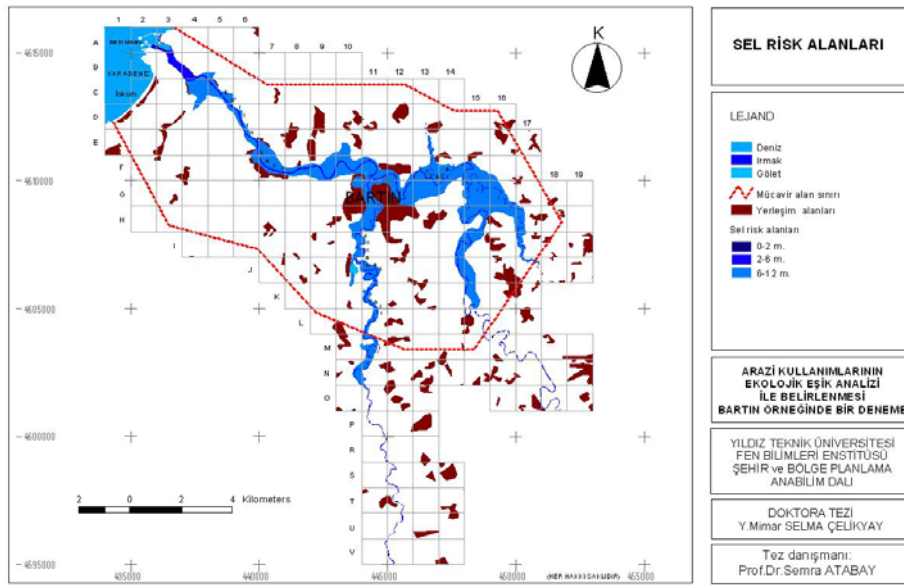 1 2 3 4 5 6
7 8 9 10
11 12 13 14
15 16
17
18 19
A
B
C
D
E
F
G
H
I
J
K
L
M
N
O
P
R
S
T
U
V
4615000
4610000
4605000
4600000
4595000
435000 440000 445000 450000 455000
KARADENİZ
İnkum
BARTIN
K
2 0 2 4 Kilometers
(HER HAKKI SAKLIDIR)
SEL RİSK ALANLARI
LEJAND
Deniz
Irmak
Gölet
Mücavir alan sınırı
Yerleşim alanları
Sel risk alanları
0-2 m.
2-6 m.
6-12 m.
ARAZİ KULLANIMLARININ
EKOLOJİK EŞİK ANALİZİ
İLE BELİRLENMESİ
BARTIN ÖRNEĞİNDE BİR DENEME
YILDIZ TEKNİK ÜNİVERSİTESİ
FEN BİLİMLERİ ENSTİTÜSÜ
ŞEHİR ve BÖLGE PLANLAMA
ANABİLİM DALI
DOKTORA TEZİ
Y.Mimar SELMA ÇELİKYAY
Tez danışmanı:
Prof.Dr.Semra ATABAY